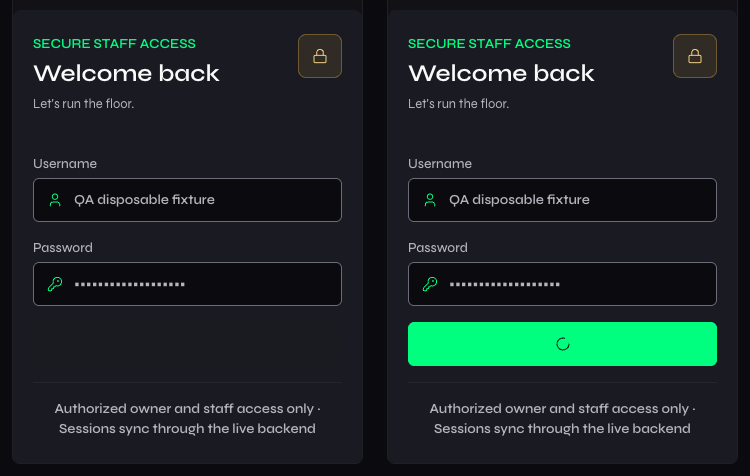 SECURE STAFF ACCESS
Welcome back
Let's run the floor.
Username
QA disposable fixture
Password
Authorized owner and staff access only ·
Sessions sync through the live backend
SECURE STAFF ACCESS
Welcome back
Let's run the floor.
Username
QA disposable fixture
Password
Authorized owner and staff access only ·
Sessions sync through the live backend